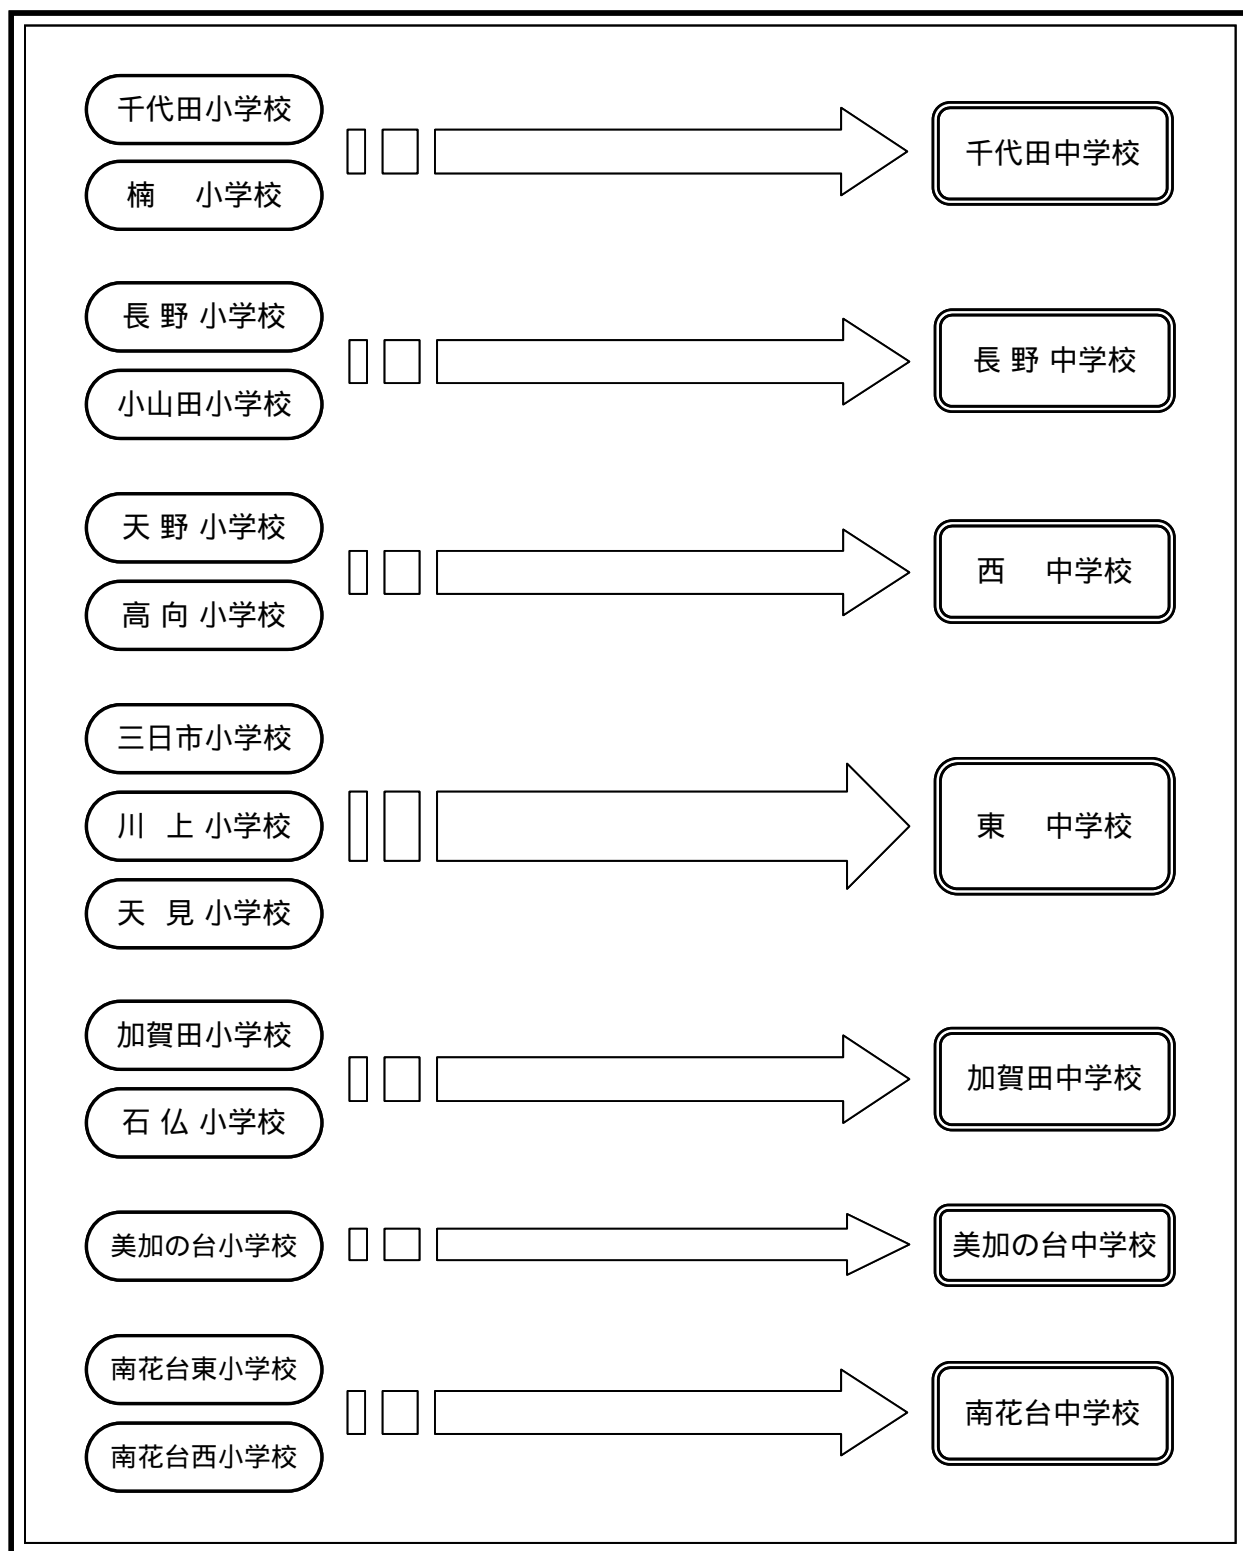 千代田小学校
楠 小学校
千代田中学校
長 野 小学校
小山田小学校
長 野 中学校
天 野 小学校
高 向 小学校
西 中学校
三日市小学校
川 上 小学校
天 見 小学校
東 中学校
加賀田小学校
石 仏 小学校
加賀田中学校
美加の台小学校
美加の台中学校
南花台東小学校
南花台西小学校
南花台中学校